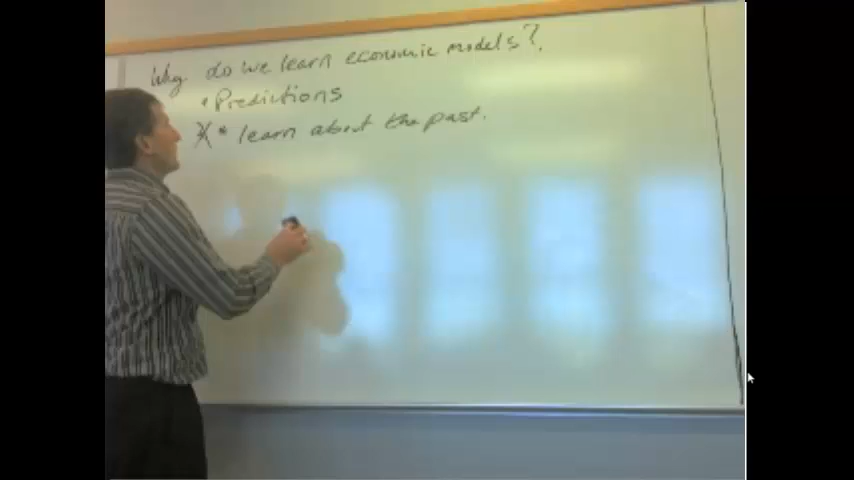 Why do we learn economic models?.
• Predictions
X • learn about the past.